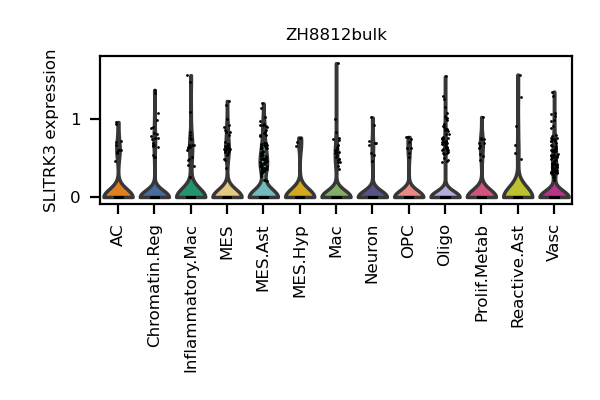 ZH8812bulk
SLITRK3 expression
1
0
AC
Chromatin.Reg
Inflammatory.Mac
MES
MES.Ast
MES.Hyp
Mac
Neuron
OPC
Oligo
Prolif.Metab
Reactive.Ast
Vasc